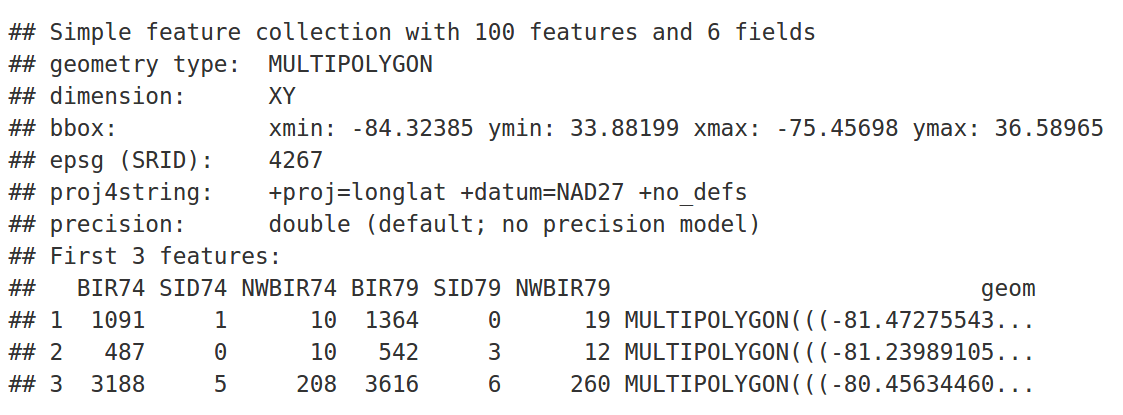 ## Simple feature collection with 100 features and 6 fields
## geometry type:  MULTIPOLYGON
## dimension:      XY
## bbox:           xmin: -84.32385 ymin: 33.88199 xmax: -75.45698 ymax: 36.58965
## epsg (SRID):    4267
## proj4string:    +proj=longlat +datum=NAD27 +no_defs
## precision:      double (default; no precision model)
## First 3 features:
##   BIR74 SID74 NWBIR74 BIR79 SID79 NWBIR79                           geom
## 1  1091     1      10  1364     0      19 MULTIPOLYGON(((-81.47275543...
## 2   487     0      10   542     3      12 MULTIPOLYGON(((-81.23989105...
## 3  3188     5     208  3616     6     260 MULTIPOLYGON(((-80.45634460...